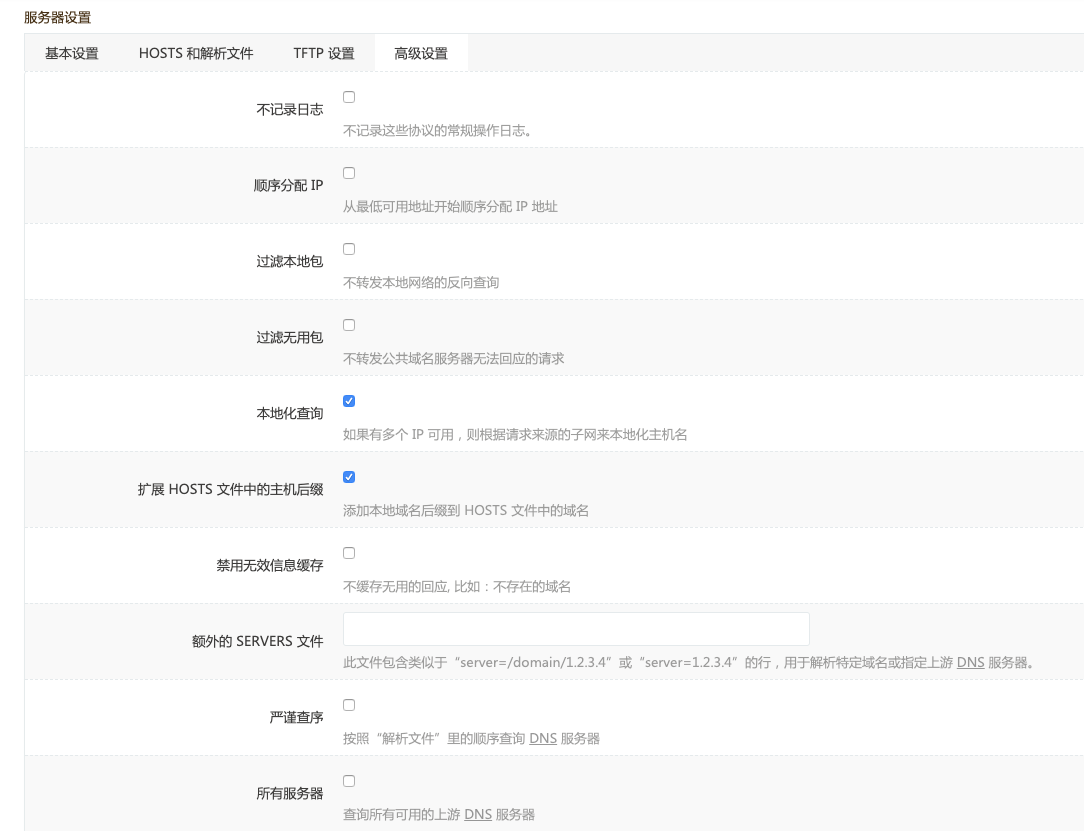 服务器设置
基本设置 HOSTS 和解析文件 TFTP 设置 高级设置
不记录日志
不记录这些协议的常规操作日志。
顺序分配 IP
从最低可用地址开始顺序分配 IP 地址
过滤本地包
不转发本地网络的反向查询
过滤无用包
不转发公共域名服务器无法回应的请求
本地化查询
如果有多个 IP 可用，则根据请求来源的子网来本地化主机名
扩展 HOSTS 文件中的主机后缀
添加本地域名后缀到 HOSTS 文件中的域名
禁用无效信息缓存
不缓存无用的回应, 比如：不存在的域名
额外的 SERVERS 文件
此文件包含类似于“server=/domain/1.2.3.4”或“server=1.2.3.4”的行，用于解析特定域名或指定上游 DNS 服务器。
严谨查序
按照“解析文件”里的顺序查询 DNS 服务器
所有服务器
查询所有可用的上游 DNS 服务器